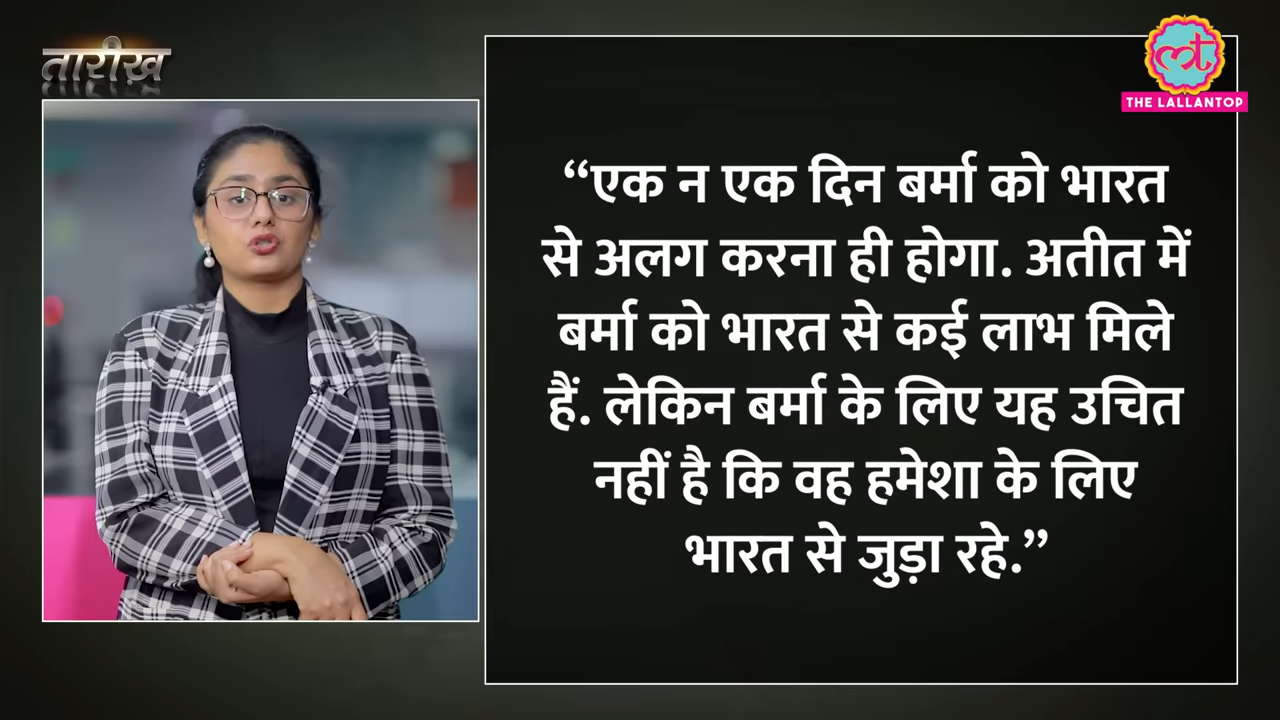 तारीख़
THE LALLANTOP
“एक न एक दिन बर्मा को भारत
से अलग करना ही होगा. अतीत में
बर्मा को भारत से कई लाभ मिले
हैं. लेकिन बर्मा के लिए यह उचित
नहीं है कि वह हमेशा के लिए
भारत से जुड़ा रहे.”